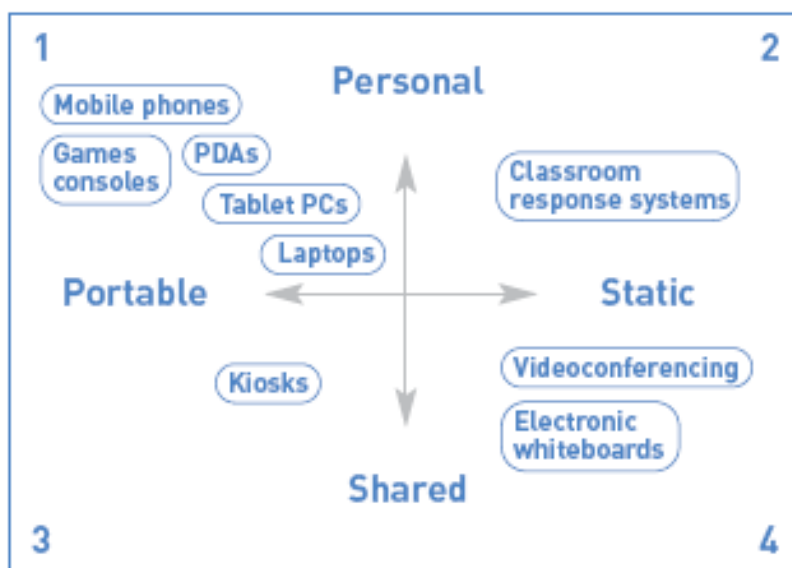 1
2
Personal
Mobile phones
Games
consoles
PDAs
Classroom
response systems
Tablet PCs
Laptops
Portable
Static
Videoconferencing
Kiosks
Electronic
whiteboards
Shared
3
4